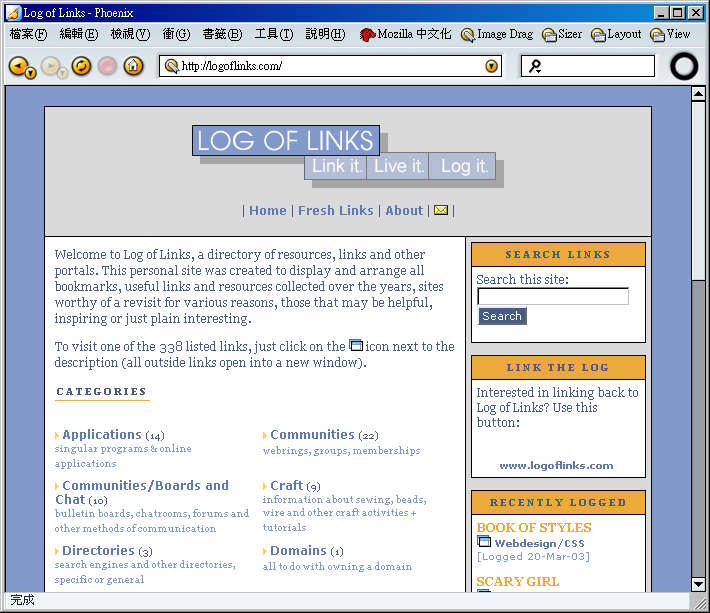 Log of Links - Phoenix
檔案(F) 編輯(E) 檢視(V) 衝(G) 書籤(B) 工具(T) 說明(H) Mozilla 中文化 Image Drag Sizer Layout View
http://logoflinks.com/
LOG OF LINKS
Link it. Live it. Log it.
| Home | Fresh Links | About | |
Welcome to Log of Links, a directory of resources, links and other
portals. This personal site was created to display and arrange all
bookmarks, useful links and resources collected over the years, sites
worthy of a revisit for various reasons, those that may be helpful,
inspiring or just plain interesting.
To visit one of the 338 listed links, just click on the icon next to the
description (all outside links open into a new window).
CATEGORIES
Applications (14)
singular programs & online
applications
Communities (22)
webrings, groups, memberships
Communities/Boards and
Chat (10)
bulletin boards, chatrooms, forums and
other methods of communication
Craft (9)
information about sewing, beads,
wire and other craft activities +
tutorials
Directories (3)
search engines and other directories,
specific or general
Domains (1)
all to do with owning a domain
SEARCH LINKS
Search this site:
Search
LINK THE LOG
Interested in linking back to
Log of Links? Use this
button:
www.logoflinks.com
RECENTLY LOGGED
BOOK OF STYLES
Webdesign/CSS
[Logged 20-Mar-03]
SCARY GIRL
完成